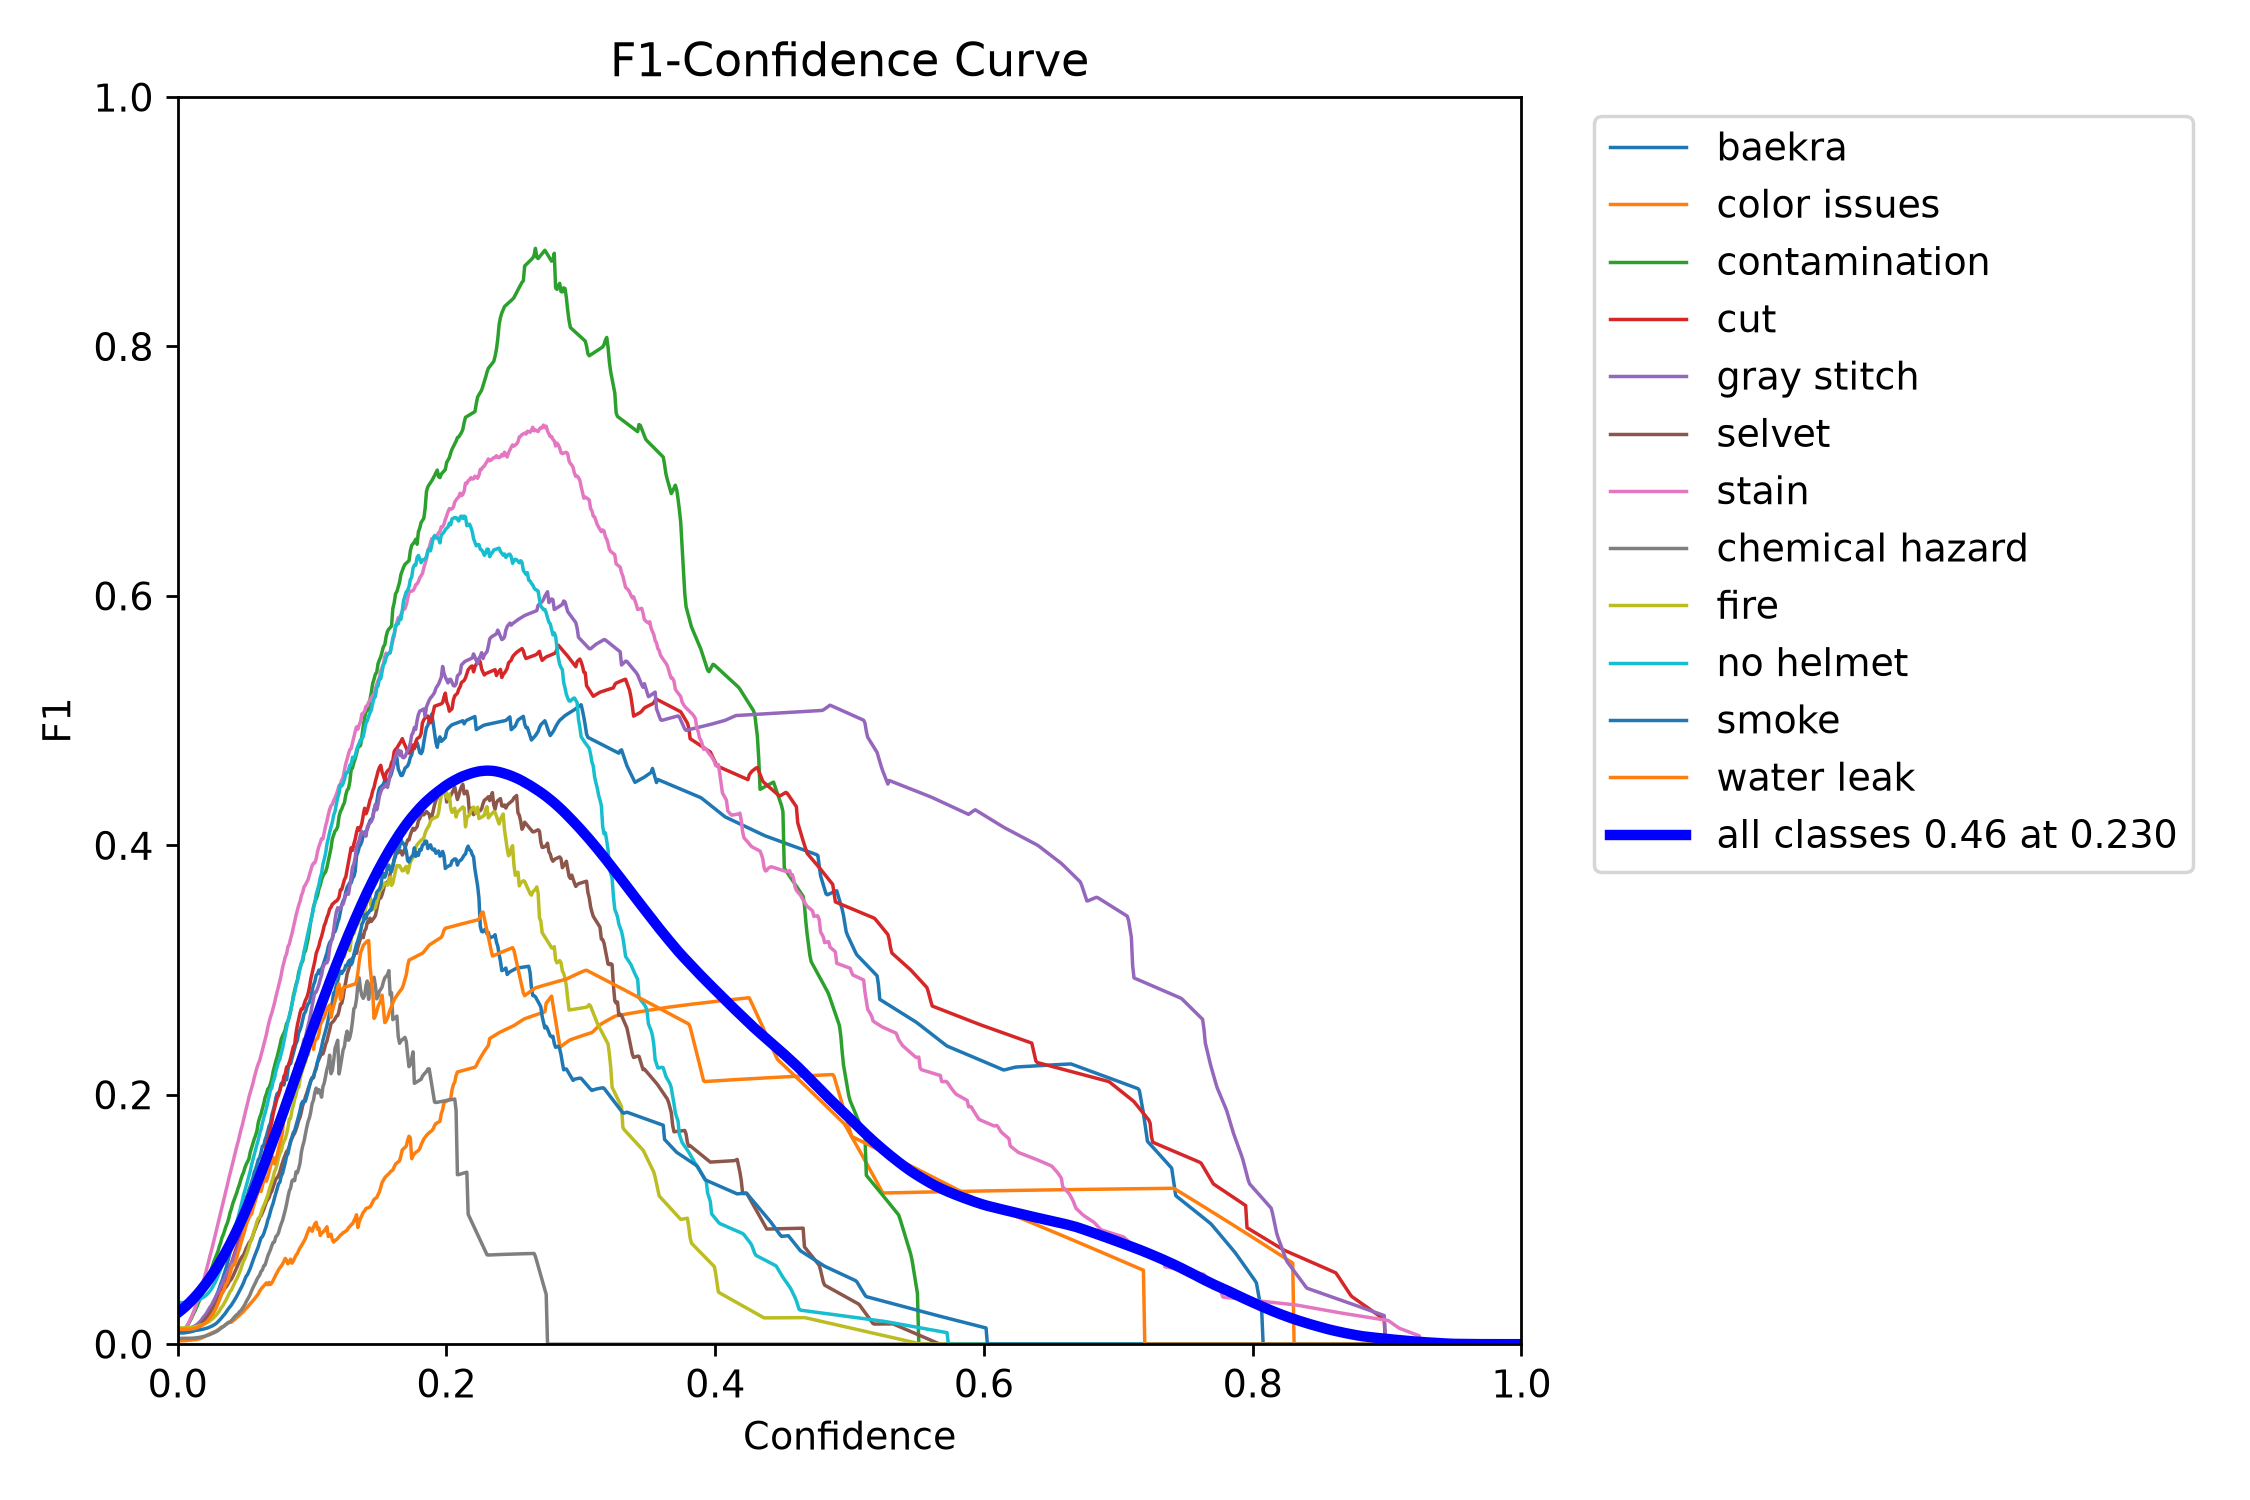 F1-Confidence Curve
1.0
0.8
0.6
0.4
0.2
0.0
F1
0.0 0.2 0.4 0.6 0.8 1.0
Confidence
baekra
color issues
contamination
cut
gray stitch
selvet
stain
chemical hazard
fire
no helmet
smoke
water leak
all classes 0.46 at 0.230